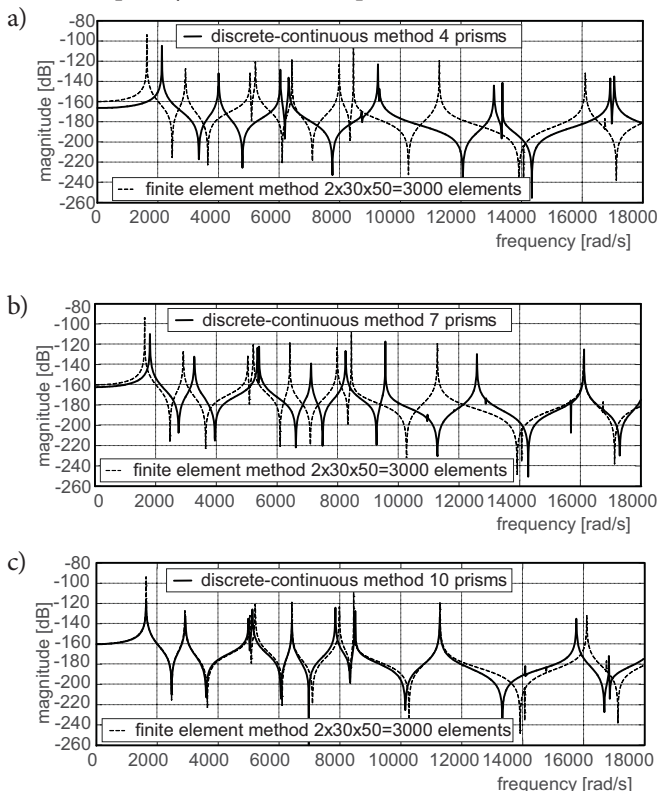 a)
-80
discrete-continuous method 4 prisms
-100
-120
-140
-160
-180
-200
-220
-240
-260
magnitude [dB]
finite element method 2x30x50=3000 elements
0 2000 4000 6000 8000 10000 12000 14000 16000 18000
frequency [rad/s]
b)
-80
discrete-continuous method 7 prisms
-100
-120
-140
-160
-180
-200
-220
-240
-260
magnitude [dB]
finite element method 2x30x50=3000 elements
0 2000 4000 6000 8000 10000 12000 14000 16000 18000
frequency [rad/s]
c)
-80
discrete-continuous method 10 prisms
-100
-120
-140
-160
-180
-200
-220
-240
-260
magnitude [dB]
finite element method 2x30x50=3000 elements
0 2000 4000 6000 8000 10000 12000 14000 16000 18000
frequency [rad/s]